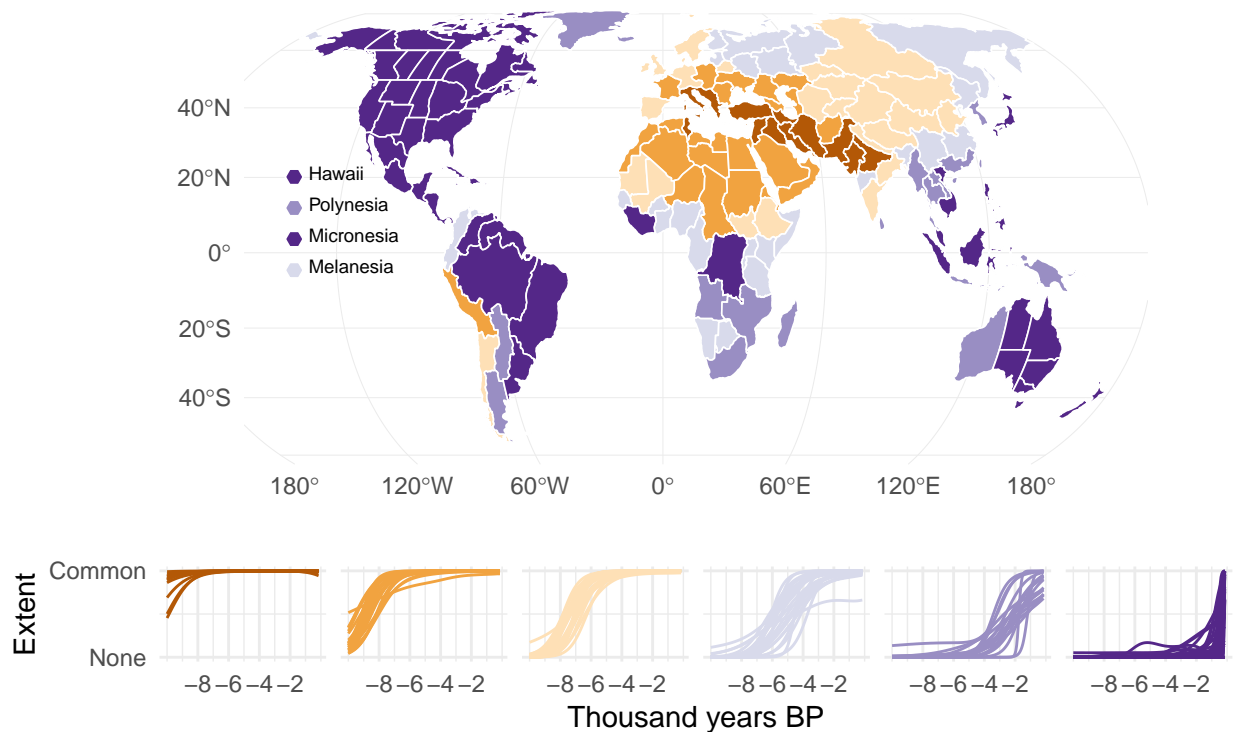 40°N
20°N
0°
20°S
40°S
Hawaii
Polynesia
Micronesia
Melanesia
180° 120°W 60°W 0° 60°E 120°E 180°
Extent
Common
None
−8 −6 −4 −2 −8 −6 −4 −2 −8 −6 −4 −2 −8 −6 −4 −2 −8 −6 −4 −2 −8 −6 −4 −2
Thousand years BP